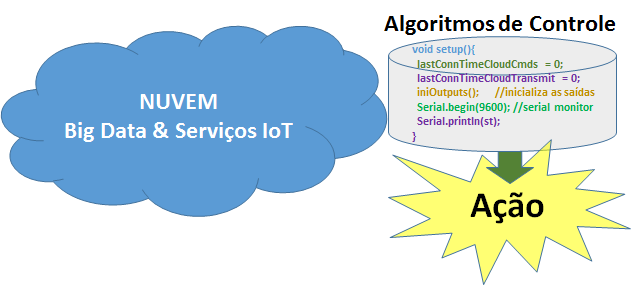 Algoritmos de Controle
void setup(){
lastConnTimeCloudCmds = 0;
lastConnTimeCloudTransmit = 0;
iniOutputs(); //inicializa as saídas
Serial.begin(9600); //serial monitor
Serial.println(st);
}
NUVEM
Big Data & Serviços IoT
Ação